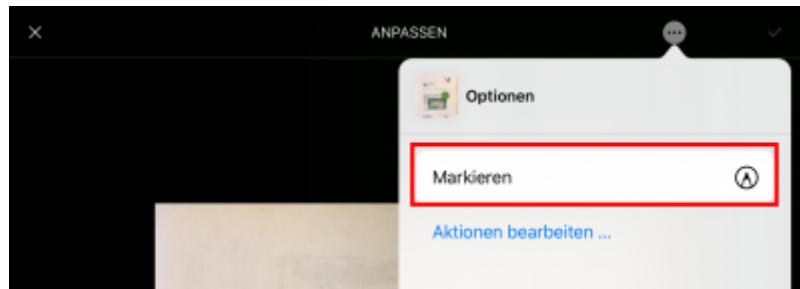 ANPASSEN
Optionen
Markieren
Aktionen bearbeiten ...